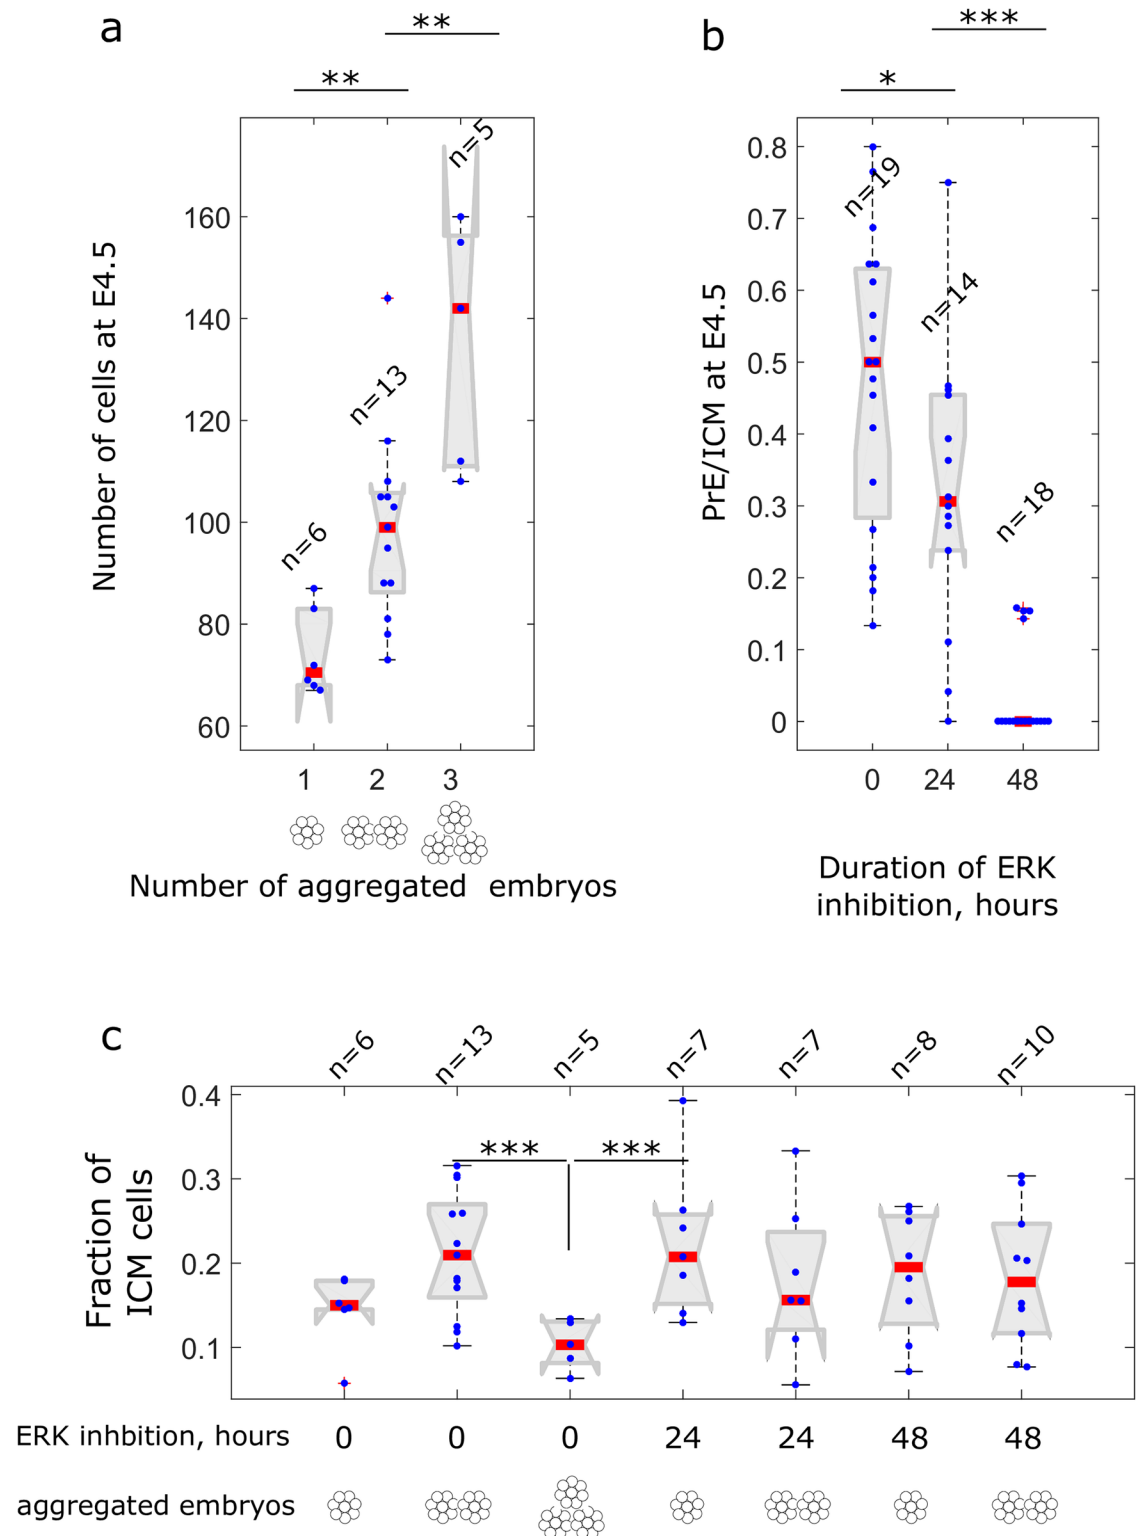 a
**
**
n=5
n=13
n=6
160
140
120
100
80
60
Number of cells at E4.5
1 2 3
Number of aggregated embryos
b
***
*
n=19
n=14
n=18
0.8
0.7
0.6
0.5
0.4
0.3
0.2
0.1
0
PrE/ICM at E4.5
0 24 48
Duration of ERK
inhibition, hours
c
n=6 n=13 n=5 n=7 n=7 n=8 n=10
*** ***
0.4
0.3
0.2
0.1
Fraction of
ICM cells
ERK inhbition, hours 0 0 0 24 24 48 48
aggregated embryos